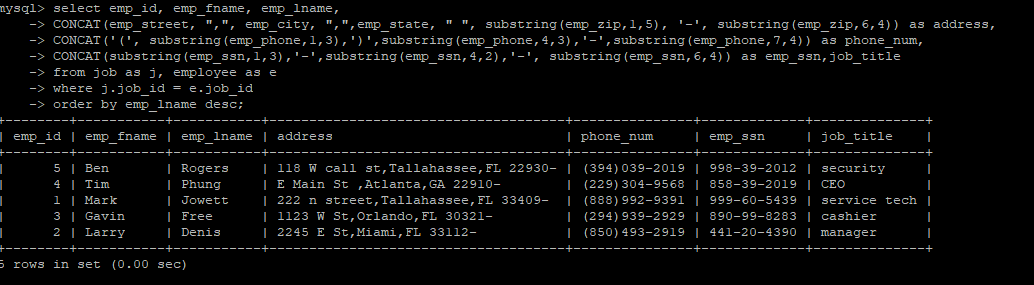 mysql> select emp_id, emp_fname, emp_lname,
-> CONCAT(emp_street, ",", emp_city, ",",emp_state, " ", substring(emp_zip,1,5), '-', substring(emp_zip,6,4)) as address,
-> CONCAT('(', substring(emp_phone,1,3),')',substring(emp_phone,4,3),'-',substring(emp_phone,7,4)) as phone_num,
-> CONCAT(substring(emp_ssn,1,3),'-',substring(emp_ssn,4,2),'-', substring(emp_ssn,6,4)) as emp_ssn,job_title
-> from job as j, employee as e
-> where j.job_id = e.job_id
-> order by emp_lname desc;
| emp_id | emp_fname | emp_lname | address | phone_num | emp_ssn | job_title |
| 5 | Ben | Rogers | 118 W call st,Tallahassee,FL 22930- | (394)039-2019 | 998-39-2012 | security |
| 4 | Tim | Phung | E Main St ,Atlanta,GA 22910- | (229)304-9568 | 858-39-2019 | CEO |
| 1 | Mark | Jowett | 222 n street,Tallahassee,FL 33409- | (888)992-9391 | 999-60-5439 | service tech |
| 3 | Gavin | Free | 1123 W St,Orlando,FL 30321- | (294)939-2929 | 890-99-8283 | cashier |
| 2 | Larry | Denis | 2245 E St,Miami,FL 33112- | (850)493-2919 | 441-20-4390 | manager |
5 rows in set (0.00 sec)